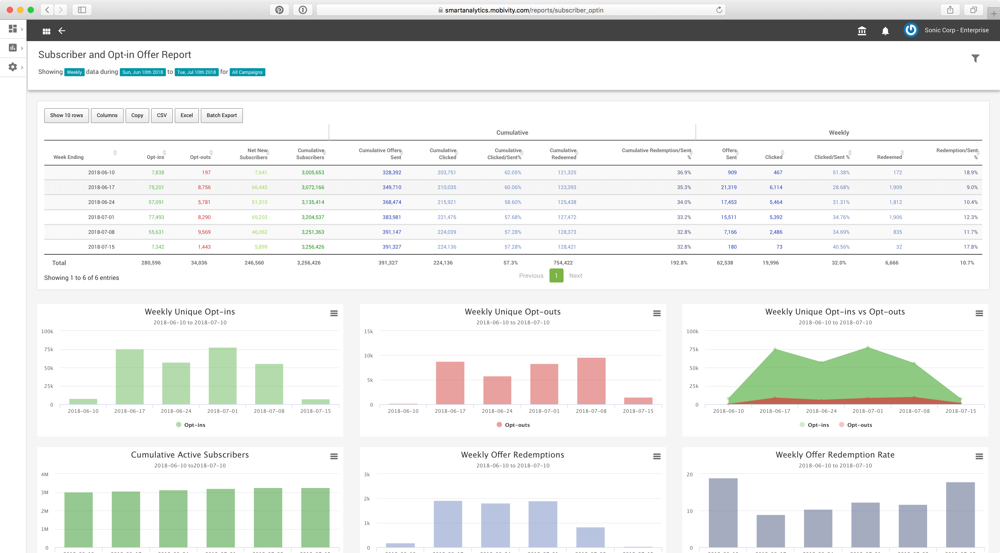 smartanalytics.mobivity.com/reports/subscriber_optin
Sonic Corp - Enterprise
Subscriber and Opt-in Offer Report
Showing Weekly data during Sun, Jun 10th 2018 to Tue, Jul 10th 2018 for All Campaigns
Show 10 rows Columns Copy CSV Excel Batch Export
Cumulative Weekly
Week Ending Opt-ins Opt-outs Net New Subscribers Cumulative Subscribers Cumulative Offers Sent Cumulative Clicked Cumulative Clicked/Sent% Cumulative Redeemed Cumulative Redemption/Sent % Offers Sent Clicked Clicked/Sent % Redeemed Redemption/Sent %
2018-06-10 7,838 197 7,641 3,005,653 328,392 203,751 62.05% 121,325 36.9% 909 467 51.38% 172 18.9%
2018-06-17 75,201 8,756 66,445 3,072,166 349,710 210,035 60.06% 123,393 35.3% 21,319 6,114 28.68% 1,909 9.0%
2018-06-24 57,091 5,781 51,310 3,135,414 368,474 215,921 58.60% 125,438 34.0% 17,453 5,464 31.31% 1,812 10.4%
2018-07-01 77,493 8,290 69,203 3,204,537 383,981 221,476 57.68% 127,472 33.2% 15,511 5,392 34.76% 1,906 12.3%
2018-07-08 55,631 9,569 46,062 3,251,363 391,147 224,039 57.28% 128,373 32.8% 7,166 2,486 34.69% 835 11.7%
2018-07-15 7,342 1,443 5,899 3,256,426 391,327 224,136 57.28% 128,421 32.8% 180 73 40.56% 32 17.8%
Total 280,596 34,036 246,560 3,256,426 391,327 224,136 57.3% 754,422 192.8% 62,538 19,996 32.0% 6,666 10.7%
Showing 1 to 6 of 6 entries
Previous 1 Next
Weekly Unique Opt-ins
2018-06-10 to 2018-07-10
100k
75k
50k
25k
0
2018-06-10 2018-06-17 2018-06-24 2018-07-01 2018-07-08 2018-07-15
Opt-ins
Weekly Unique Opt-outs
2018-06-10 to 2018-07-10
15k
10k
5k
0
2018-06-10 2018-06-17 2018-06-24 2018-07-01 2018-07-08 2018-07-15
Opt-outs
Weekly Unique Opt-ins vs Opt-outs
2018-06-10 to 2018-07-10
100k
75k
50k
25k
0
2018-06-10 2018-06-17 2018-06-24 2018-07-01 2018-07-08 2018-07-15
Opt-ins Opt-outs
Cumulative Active Subscribers
2018-06-10 to2018-07-10
4M
3M
2M
1M
0
Weekly Offer Redemptions
2018-06-10 to 2018-07-10
3k
2k
1k
0
Weekly Offer Redemption Rate
2018-06-10 to 2018-07-10
20
10
0